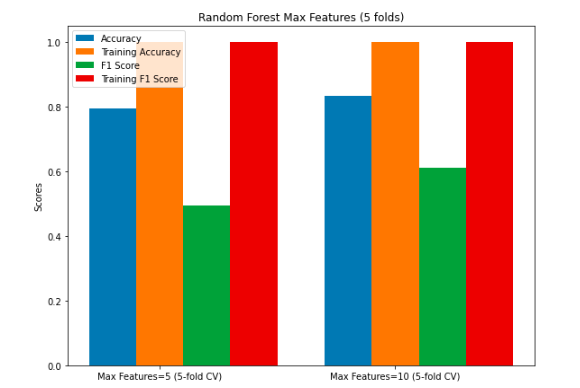 Random Forest Max Features (5 folds)
Accuracy
Training Accuracy
F1 Score
Training F1 Score
Scores
1.0
0.8
0.6
0.4
0.2
0.0
Max Features=5 (5-fold CV)
Max Features=10 (5-fold CV)